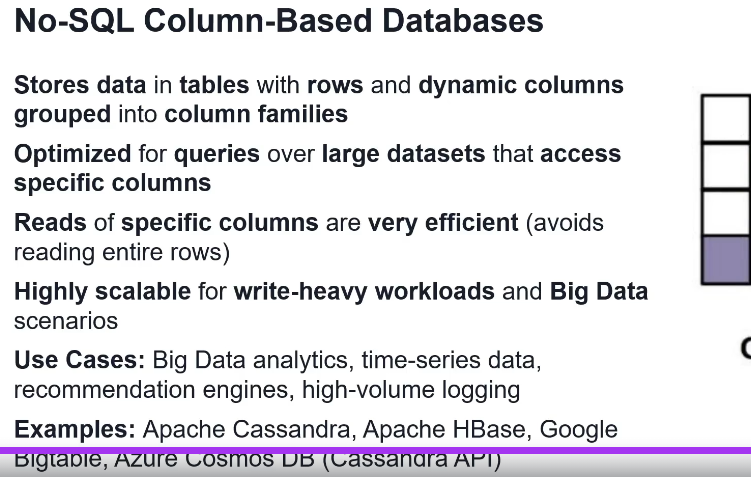 No-SQL Column-Based Databases
Stores data in tables with rows and dynamic columns
grouped into column families
Optimized for queries over large datasets that access
specific columns
Reads of specific columns are very efficient (avoids
reading entire rows)
Highly scalable for write-heavy workloads and Big Data
scenarios
Use Cases: Big Data analytics, time-series data,
recommendation engines, high-volume logging
Examples: Apache Cassandra, Apache HBase, Google
Bigtable, Azure Cosmos DB (Cassandra API)